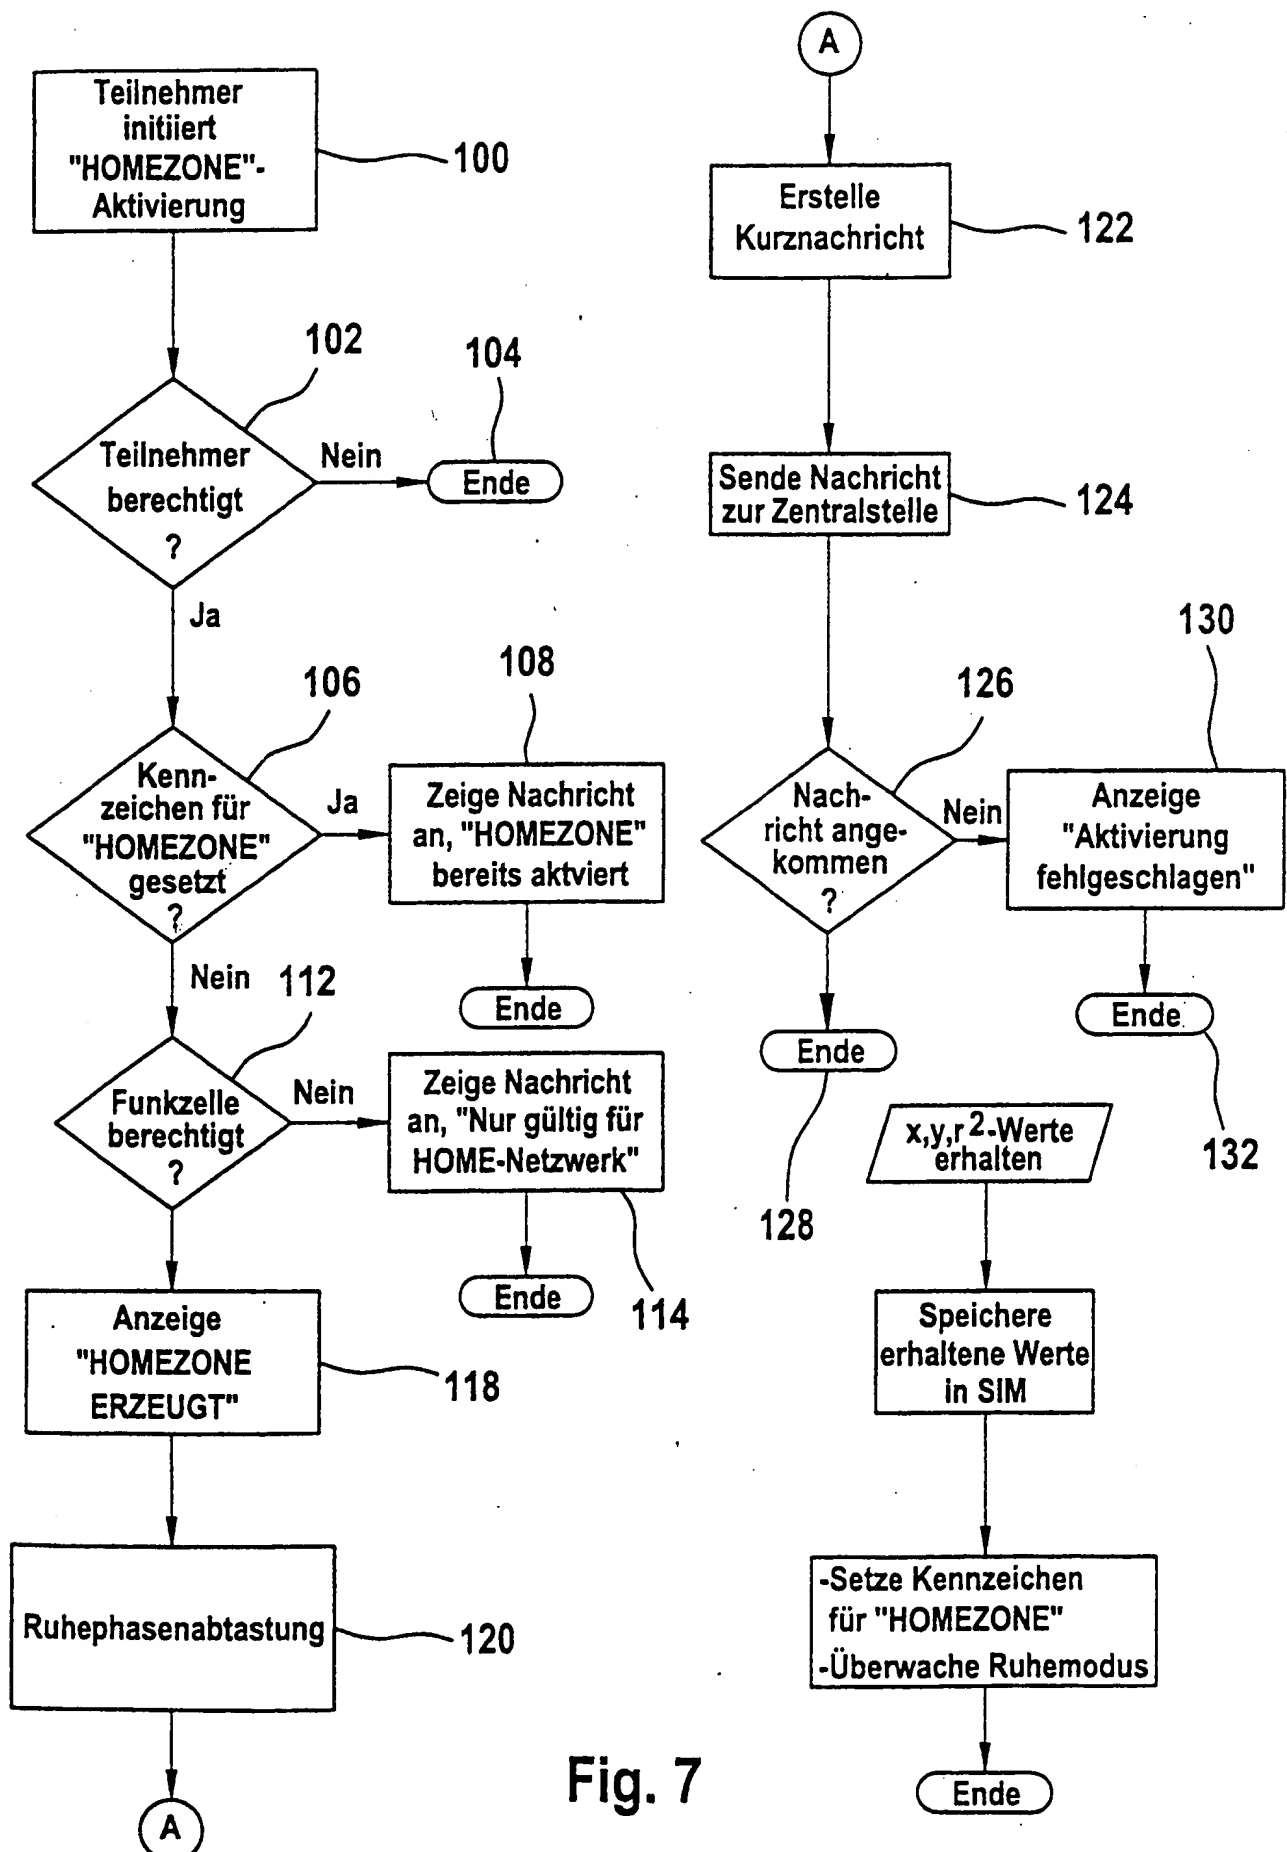 Teilnehmer
initiiert
"HOMEZONE"-
Aktivierung
100
102
104
Teilnehmer
berechtigt
?
Nein
Ende
Ja
106
108
Kenn-
zeichen für
"HOMEZONE"
gesetzt
?
Ja
Zeige Nachricht
an, "HOMEZONE"
bereits aktviert
Ende
Nein
112
Funkzelle
berechtigt
?
Nein
Zeige Nachricht
an, "Nur gültig für
HOME-Netzwerk"
Ende
114
Anzeige
"HOMEZONE
ERZEUGT"
118
Ruhephasenabtastung
120
A
A
Erstelle
Kurznachricht
122
Sende Nachricht
zur Zentralstelle
124
126
130
Nach-
richt ange-
kommen
?
Nein
Anzeige
"Aktivierung
fehlgeschlagen"
Ende
132
Ende
128
x,y,r²-Werte
erhalten
Speichere
erhaltene Werte
in SIM
-Setze Kennzeichen
für "HOMEZONE"
-Überwache Ruhemodus
Ende
Fig. 7